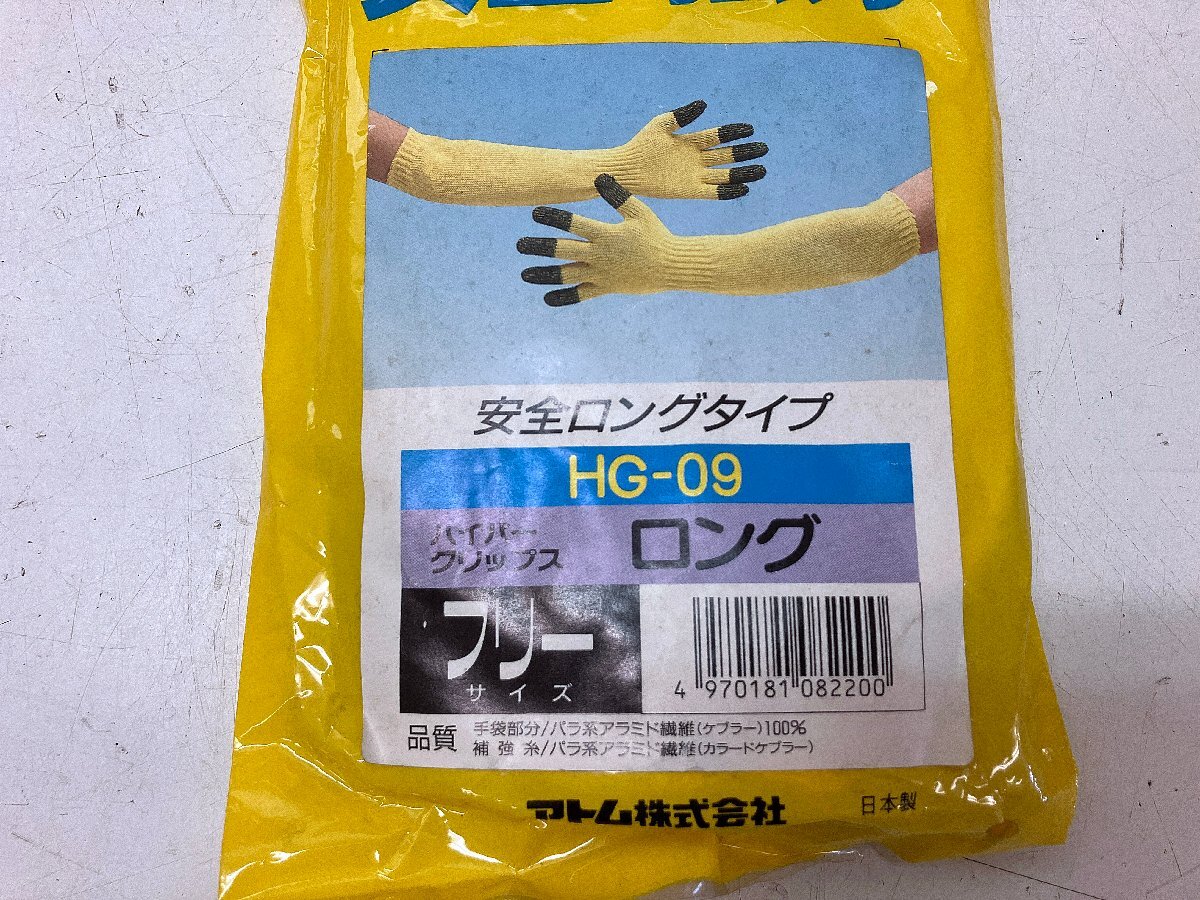 安全ロングタイプ
HG-09
ハイパー
クリップス
ロング
フリー
サイズ
4 970181 082200
品質 手袋部分/パラ系アラミド繊維(ケブラー)100%
補強糸/パラ系アラミド繊維(カラードケブラー)
アトム株式会社 日本製